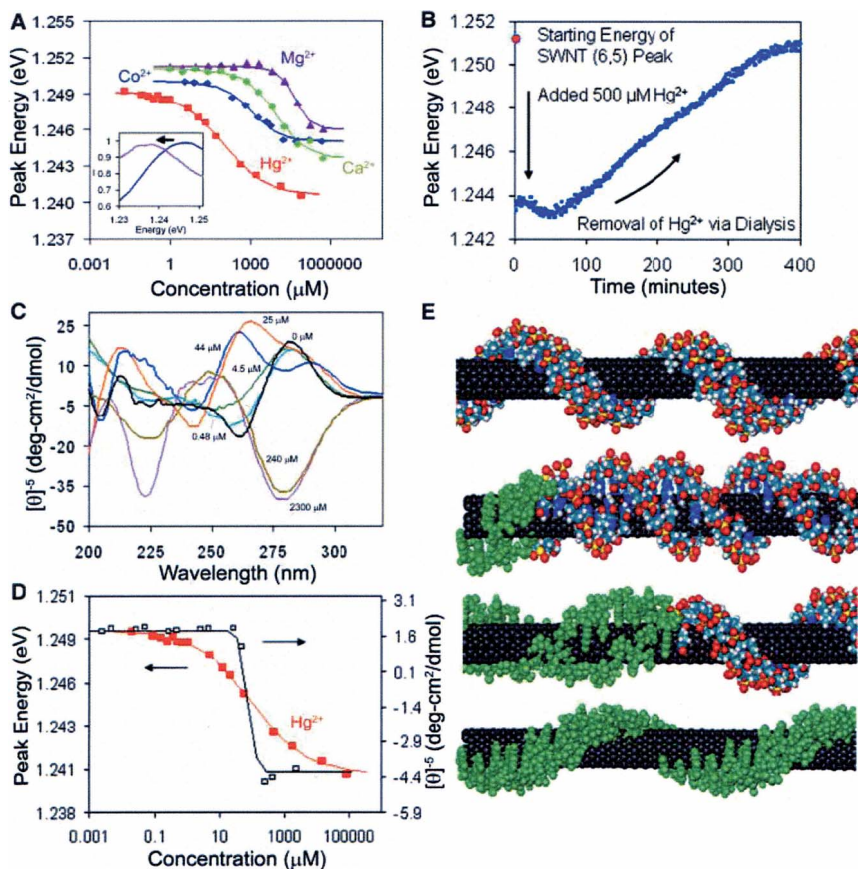 A
Peak Energy (eV)
1.255
1.252
1.249
1.246
1.243
1.240
1.237
Mg2+
Co2+
Hg2+
Ca2+
1
0.9
0.8
0.7
0.6
1.23
1.24
1.25
Energy (eV)
0.001
1
1000
1000000
Concentration (µM)
B
Peak Energy (eV)
1.252
1.250
1.248
1.246
1.244
1.242
Starting Energy of
SWNT (6,5) Peak
Added 500 µM Hg2+
Removal of Hg2+ via Dialysis
0
100
200
300
400
Time (minutes)
C
[θ]-5 (deg-cm2/dmol)
25
10
-5
-20
-35
-50
25 µM
0 µM
44 µM
4.5 µM
0.48 µM
240 µM
2300 µM
200
225
250
275
300
Wavelength (nm)
D
Peak Energy (eV)
1.251
1.249
1.246
1.243
1.241
1.238
Hg2+
3.1
1.6
0.1
-1.4
-2.9
-4.4
-5.9
[θ]-5 (deg-cm2/dmol)
0.001
0.1
10
1000
100000
Concentration (µM)
E